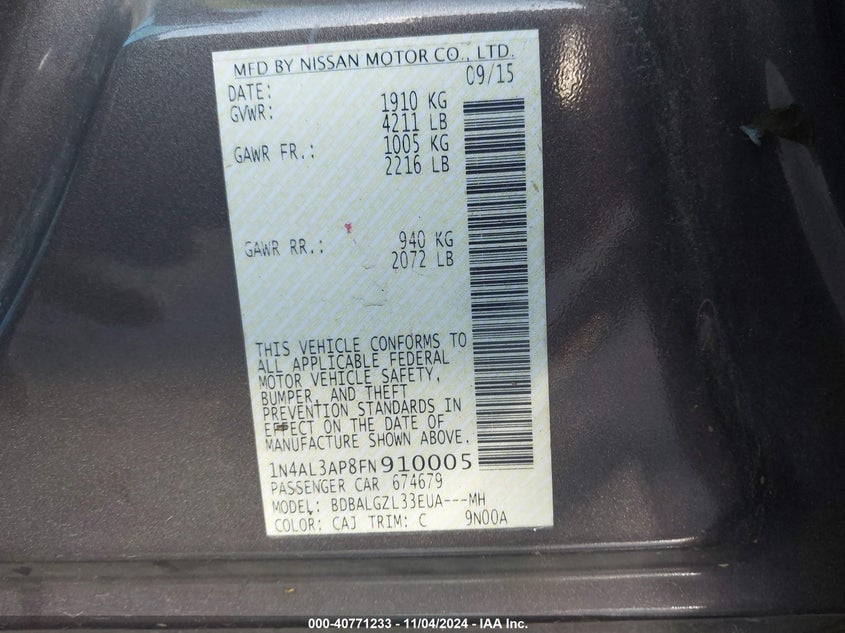 MFD BY NISSAN MOTOR CO., LTD.
DATE: 09/15
GVWR: 1910 KG
4211 LB
GAWR FR.: 1005 KG
2216 LB
GAWR RR.: 940 KG
2072 LB
THIS VEHICLE CONFORMS TO
ALL APPLICABLE FEDERAL
MOTOR VEHICLE SAFETY,
BUMPER, AND THEFT
PREVENTION STANDARDS IN
EFFECT ON THE DATE OF
MANUFACTURE SHOWN ABOVE.
1N4AL3AP8FN910005
PASSENGER CAR 674679
MODEL: BDBALGZL33EUA---MH
COLOR: CAJ TRIM: C 9N00A
000-40771233 - 11/04/2024 - IAA Inc.